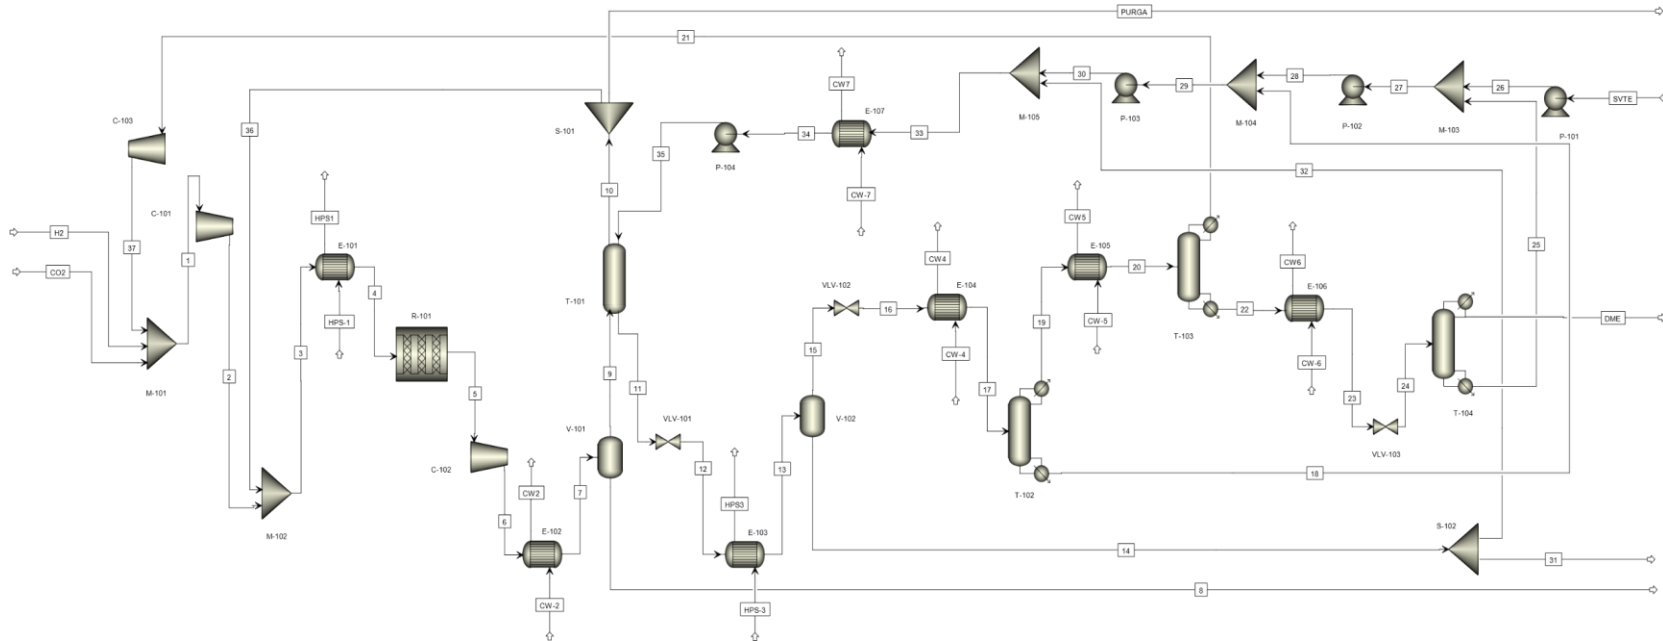 PURGA
21
C-103
36
S-101
CW7
M-105
30
P-103
29
M-104
28
P-102
27
M-103
26
P-101
SVTE
E-107
33
34
P-104
35
32
10
C-101
37
1
H2
CO2
M-101
2
HPS1
E-101
3
4
HPS-1
R-101
5
T-101
CW-7
CW4
VLV-102
16
E-104
CW-4
15
17
CW5
E-105
19
20
CW-5
T-103
22
CW6
E-106
CW-6
23
24
VLV-103
T-104
25
DME
9
11
VLV-101
12
V-101
C-102
M-102
6
CW2
E-102
7
CW-2
HPS3
E-103
HPS-3
13
V-102
T-102
18
14
S-102
31
8